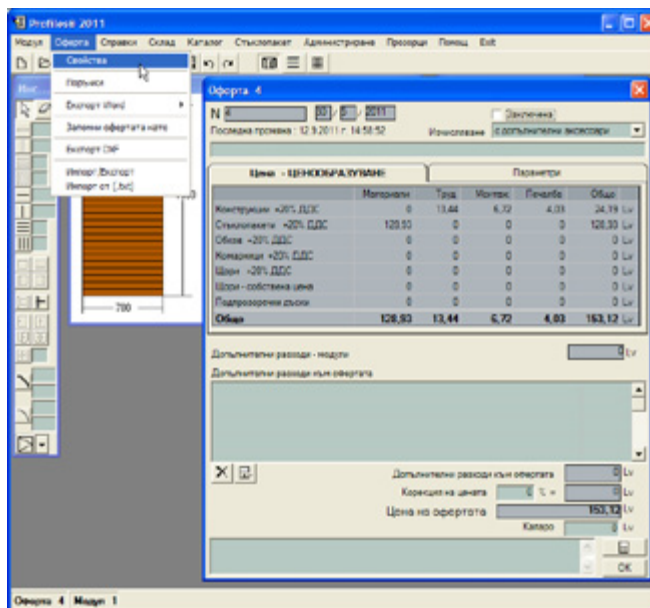 Profilesit 2011
Модул Оферта Справки Склад Каталог Стъклопакет Администриране Прозорци Помощ Exit
Свойства
Поръчки
Експорт Word
Запомни офертата като
Експорт DXF
Импорт/Експорт
Импорт от (.txt)
700
Оферта 4
N 4 30 / 5 / 2011 Заключена
Последна промяна : 12.9.2011 г. 14:58:52 Изчисляване с допълнителни аксесоари
Цена - ЦЕНООБРАЗУВАНЕ Параметри
Материали Труд Монтаж Печалба Общо
Конструкции +20% ДДС 0 13,44 6,72 4,03 24,19 Lv
Стъклопакети +20% ДДС 128,93 0 0 0 128,93 Lv
Обков +20% ДДС 0 0 0 0 0 Lv
Комарници +20% ДДС 0 0 0 0 0 Lv
Щори +20% ДДС 0 0 0 0 0 Lv
Щори - собствена цена 0 0 0 0 0 Lv
Подпрозоречни дъски 0 0 0 0 0 Lv
Общо 128,93 13,44 6,72 4,03 153,12 Lv
Допълнителни разходи - модули 0 Lv
Допълнителни разходи към офертата
Допълнителни разходи към офертата 0 Lv
Корекция на цената 0 % = 0 Lv
Цена на офертата 153,12 Lv
Капаро 0 Lv
OK
Оферта 4 Модул 1